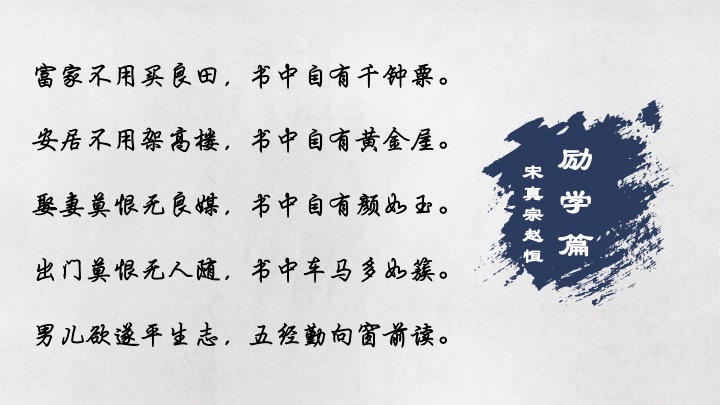 富家不用买良田，书中自有千钟粟。
安居不用架高楼，书中自有黄金屋。
娶妻莫恨无良媒，书中自有颜如玉。
出门莫恨无人随，书中车马多如簇。
男儿欲遂平生志，五经勤向窗前读。
励学篇
宋真宗赵恒